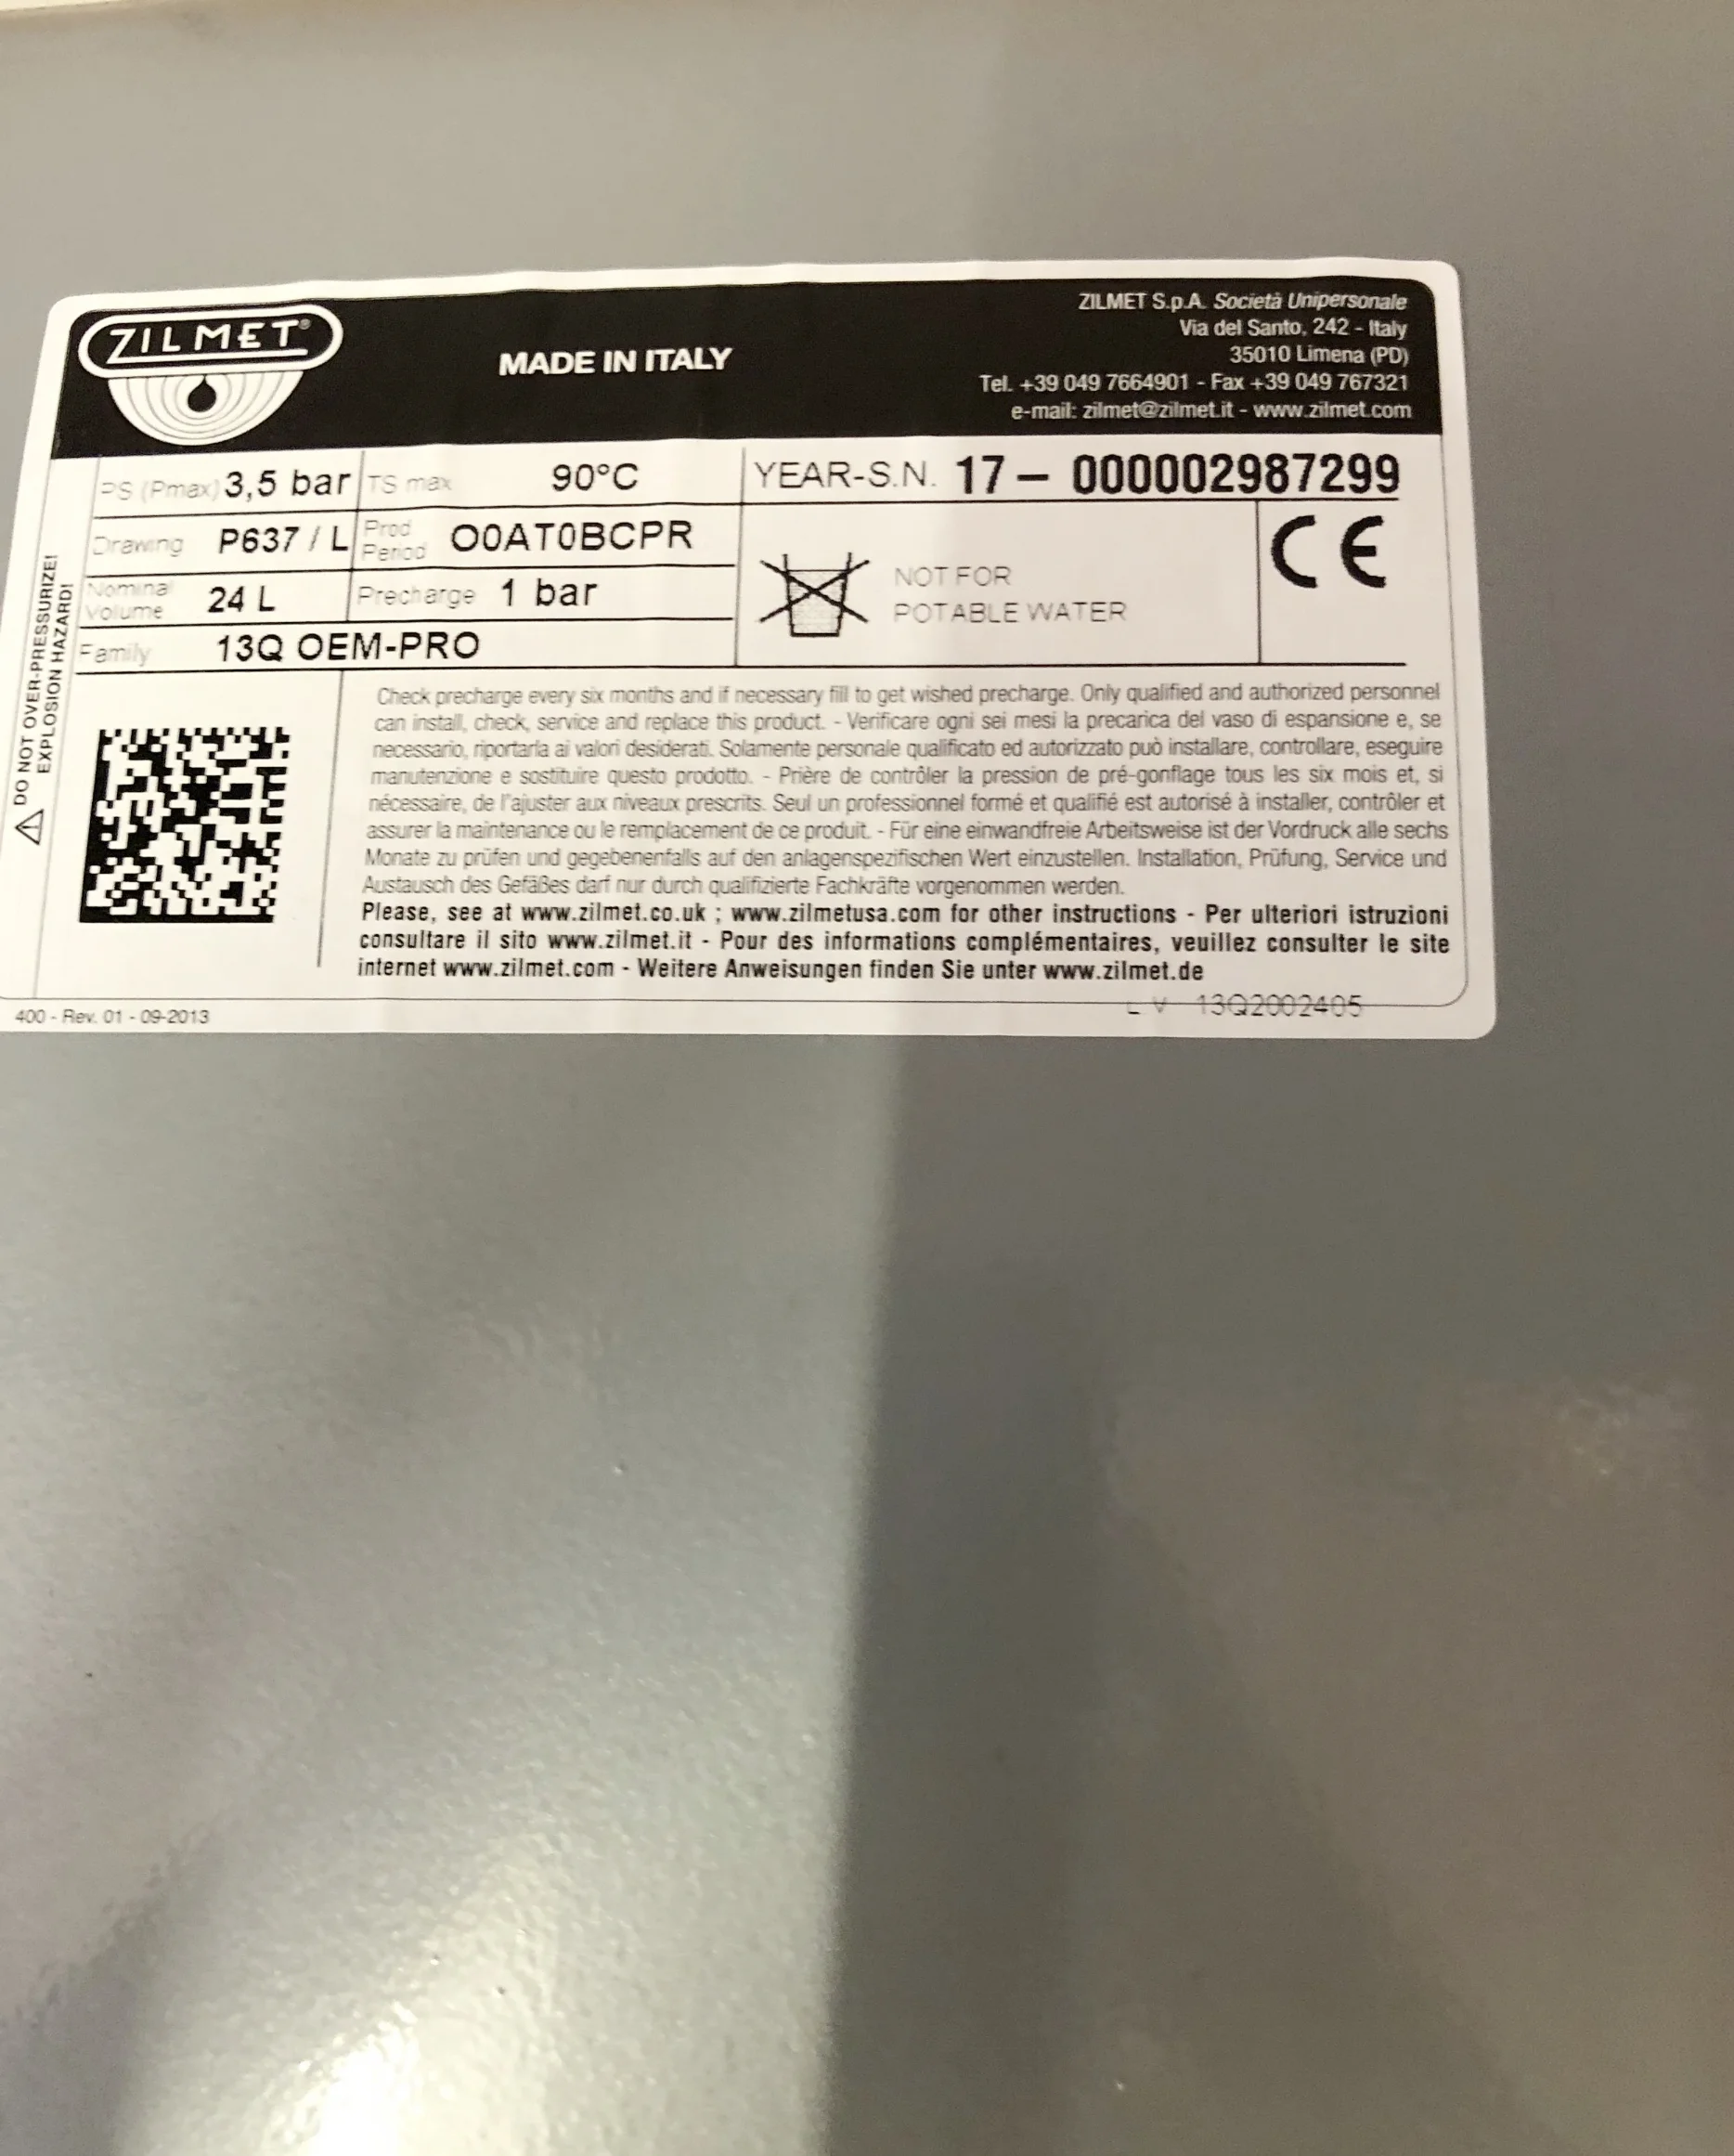 ZILMET®
MADE IN ITALY
ZILMET S.p.A. Società Unipersonale
Via del Santo, 242 - Italy
35010 Limena (PD)
Tel. +39 049 7664901 - Fax +39 049 767321
e-mail: zilmet@zilmet.it - www.zilmet.com
PS (Pmax) 3,5 bar TS max 90°C YEAR-S.N. 17- 000002987299
Drawing P637 / L Prod Period O0AT0BCPR
CE
Nominal Volume 24 L Precharge 1 bar
NOT FOR
POTABLE WATER
Family 13Q OEM-PRO
DO NOT OVER-PRESSURIZE!
EXPLOSION HAZARD!
Check precharge every six months and if necessary fill to get wished precharge. Only qualified and authorized personnel
can install, check, service and replace this product. - Verificare ogni sei mesi la precarica del vaso di espansione e, se
necessario, riportarla ai valori desiderati. Solamente personale qualificato ed autorizzato può installare, controllare, eseguire
manutenzione e sostituire questo prodotto. - Prière de contrôler la pression de pré-gonflage tous les six mois et, si
nécessaire, de l'ajuster aux niveaux prescrits. Seul un professionnel formé et qualifié est autorisé à installer, contrôler et
assurer la maintenance ou le remplacement de ce produit. - Für eine einwandfreie Arbeitsweise ist der Vordruck alle sechs
Monate zu prüfen und gegebenenfalls auf den anlagenspezifischen Wert einzustellen. Installation, Prüfung, Service und
Austausch des Gefäßes darf nur durch qualifizierte Fachkräfte vorgenommen werden.
Please, see at www.zilmet.co.uk ; www.zilmetusa.com for other instructions - Per ulteriori istruzioni
consultare il sito www.zilmet.it - Pour des informations complémentaires, veuillez consulter le site
internet www.zilmet.com - Weitere Anweisungen finden Sie unter www.zilmet.de
L V 13Q2002405
400 - Rev. 01 - 09-2013